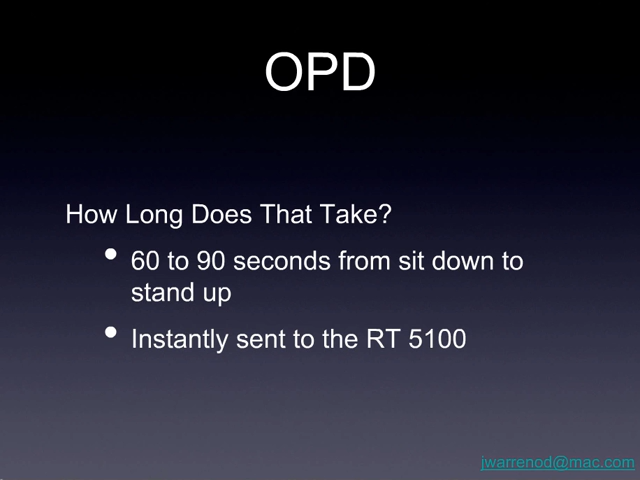 OPD
How Long Does That Take?
• 60 to 90 seconds from sit down to
stand up
• Instantly sent to the RT 5100
jwarrenod@mac.com